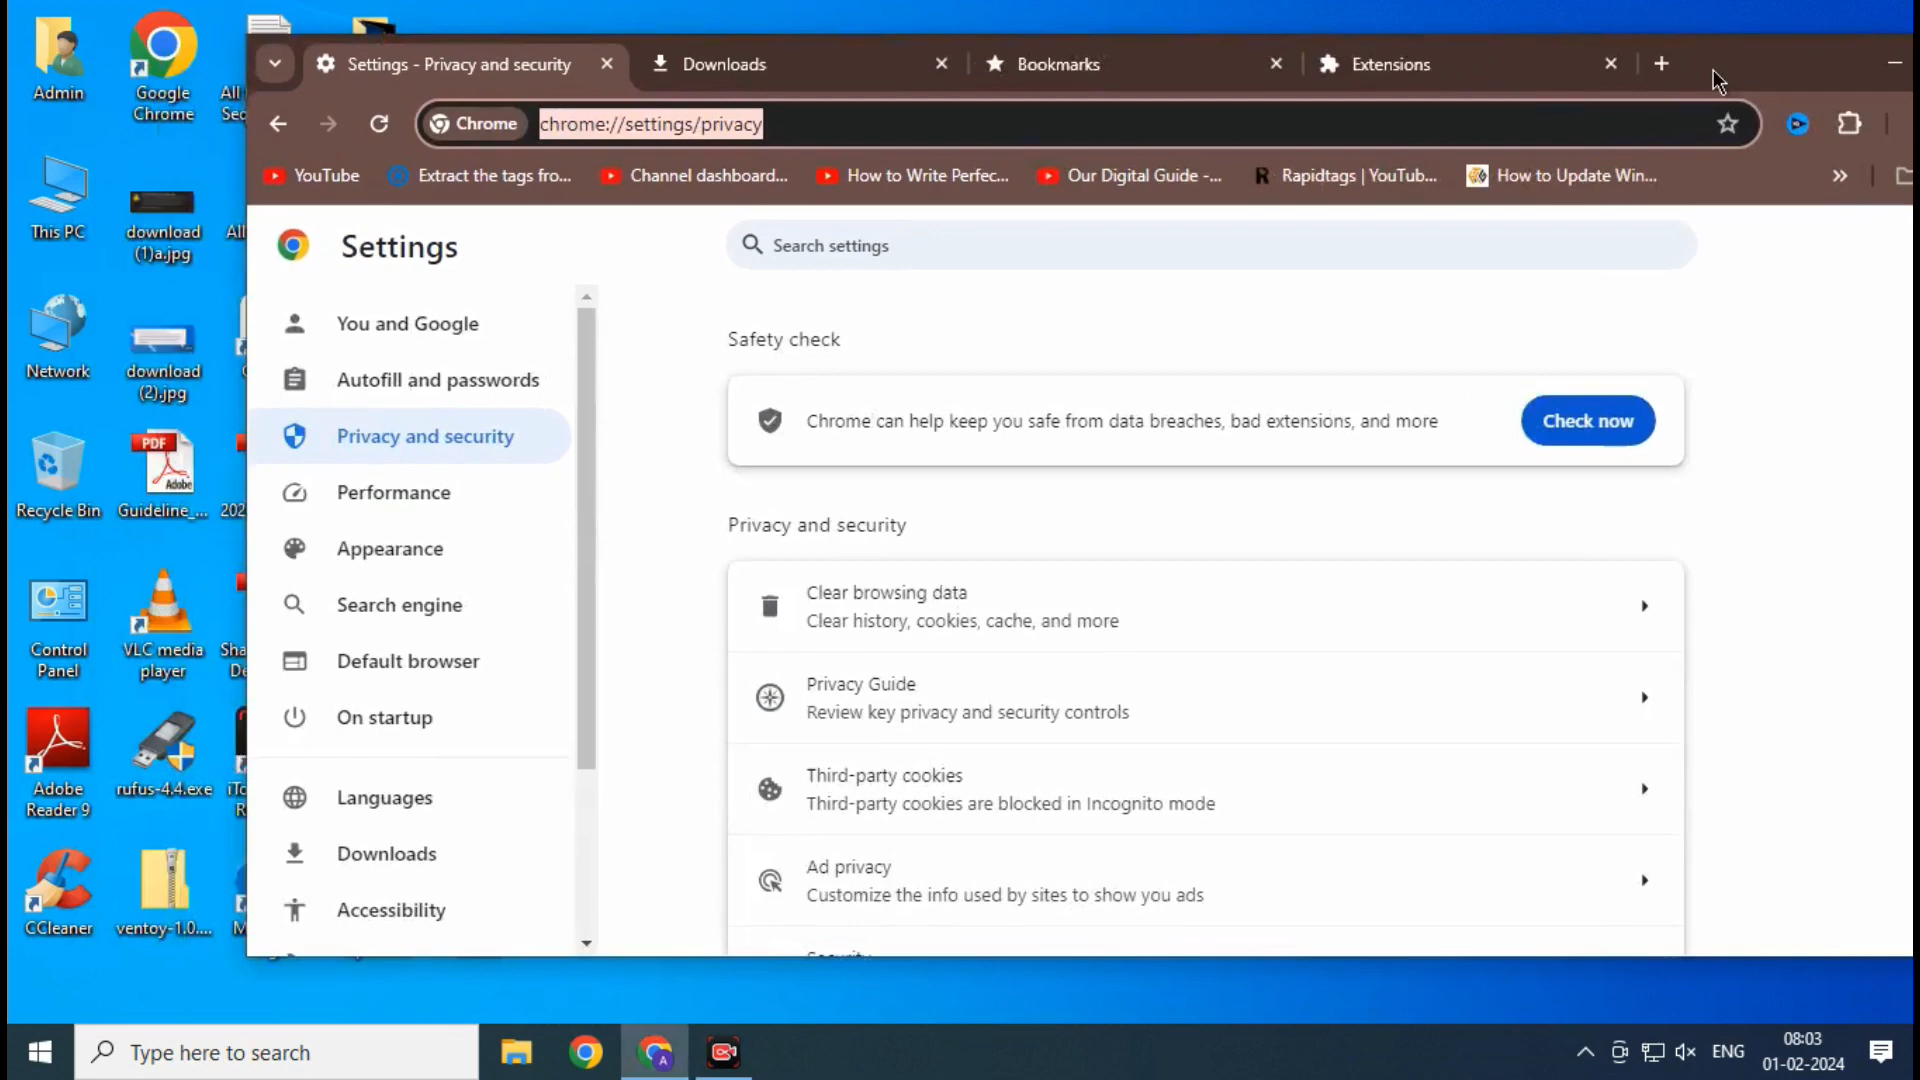 Settings - Privacy and security
Downloads
Bookmarks
Extensions
Chrome
chrome://settings/privacy
YouTube
Extract the tags fro...
Channel dashboard...
How to Write Perfec...
Our Digital Guide -...
Rapidtags | YouTub...
How to Update Win...
Settings
Search settings
You and Google
Autofill and passwords
Privacy and security
Performance
Appearance
Search engine
Default browser
On startup
Languages
Downloads
Accessibility
Safety check
Chrome can help keep you safe from data breaches, bad extensions, and more
Check now
Privacy and security
Clear browsing data
Clear history, cookies, cache, and more
Privacy Guide
Review key privacy and security controls
Third-party cookies
Third-party cookies are blocked in Incognito mode
Ad privacy
Customize the info used by sites to show you ads
Security
Admin
Google
Chrome
This PC
download
(1)a.jpg
Network
download
(2).jpg
PDF
Adobe
Recycle Bin
Guideline_...
Control
Panel
VLC media
player
Adobe
Reader 9
rufus-4.4.exe
CCleaner
ventoy-1.0....
Type here to search
A
ENG
08:03
01-02-2024